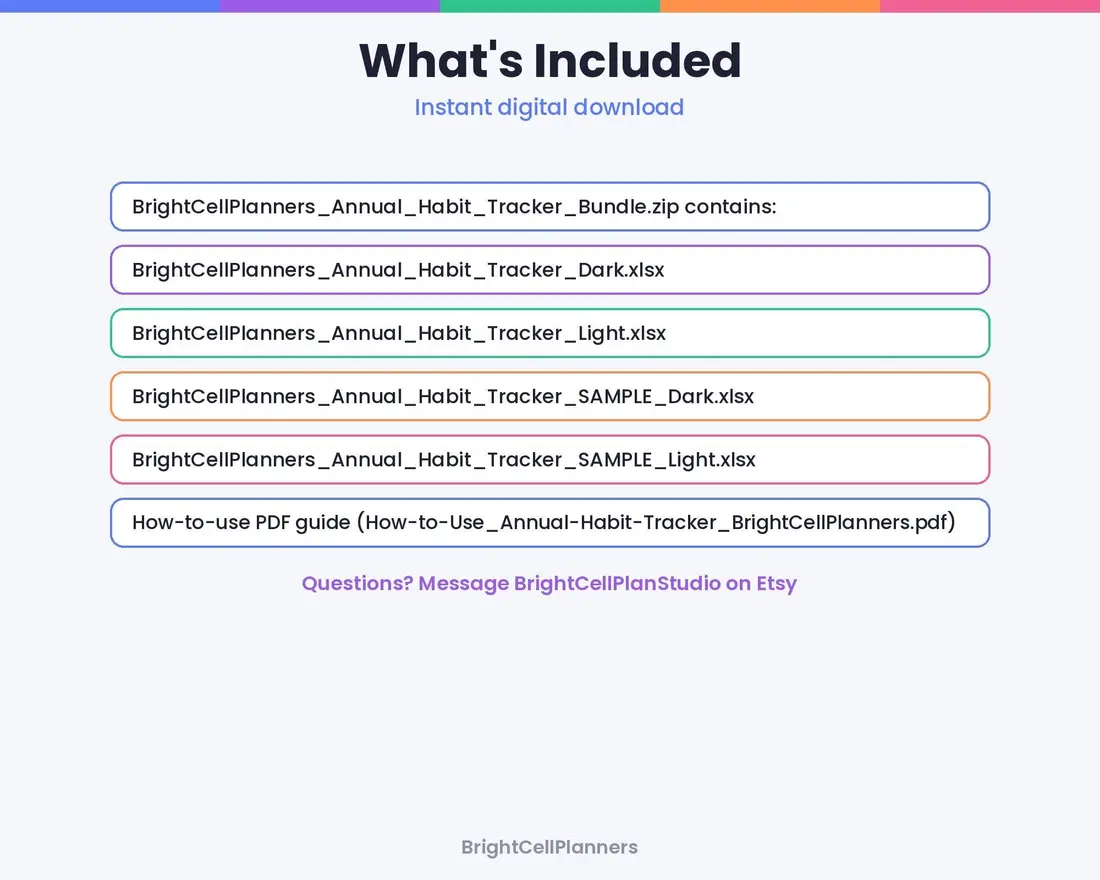 What's Included
Instant digital download
BrightCellPlanners_Annual_Habit_Tracker_Bundle.zip contains:
BrightCellPlanners_Annual_Habit_Tracker_Dark.xlsx
BrightCellPlanners_Annual_Habit_Tracker_Light.xlsx
BrightCellPlanners_Annual_Habit_Tracker_SAMPLE_Dark.xlsx
BrightCellPlanners_Annual_Habit_Tracker_SAMPLE_Light.xlsx
How-to-use PDF guide (How-to-Use_Annual-Habit-Tracker_BrightCellPlanners.pdf)
Questions? Message BrightCellPlanStudio on Etsy
BrightCellPlanners